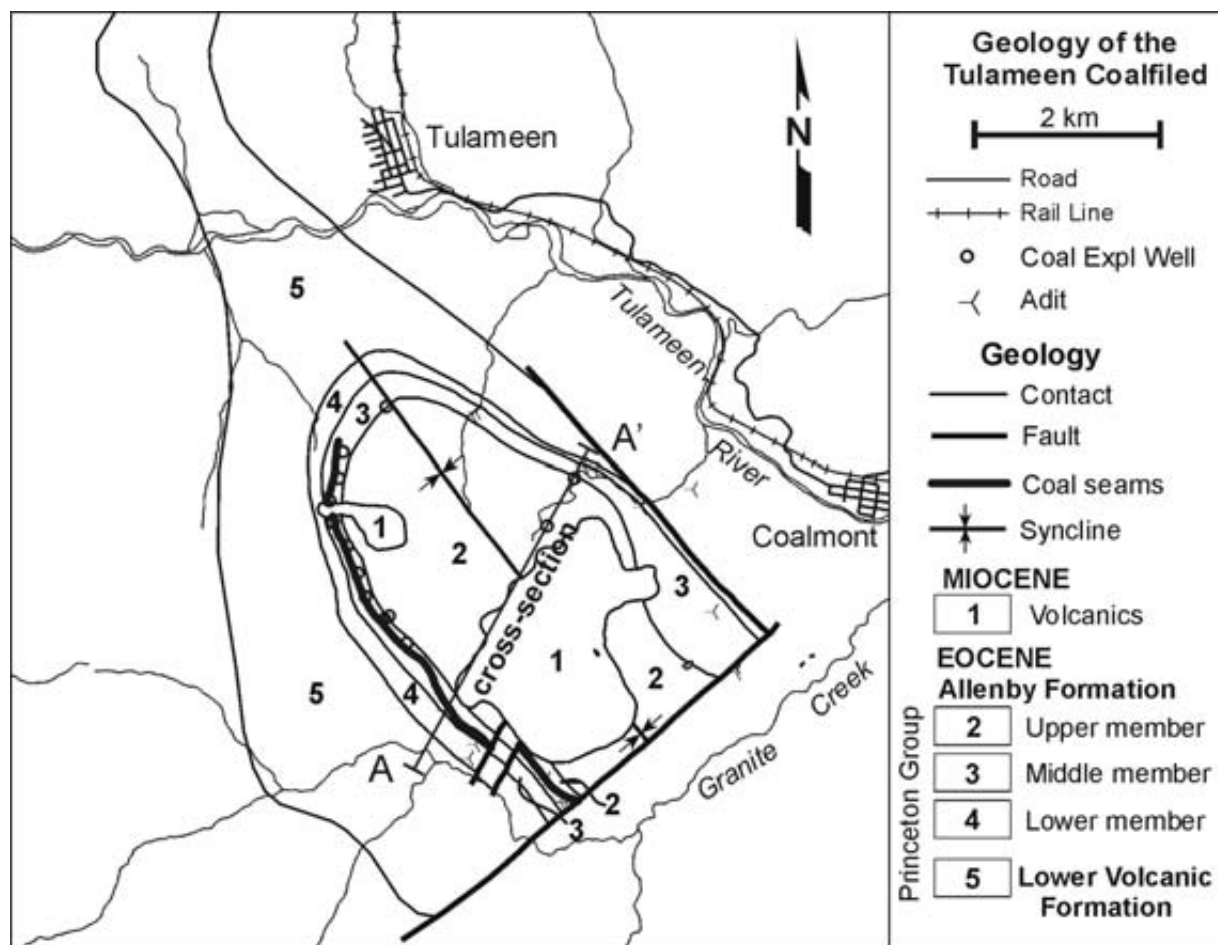 Tulameen
5
Tulameen
River
Coalmont
4
3
A'
1
2
cross-section
3
1
2
5
4
A
2
3
Granite
Creek
N
Geology of the
Tulameen Coalfiled
2 km
Road
Rail Line
Coal Expl Well
Adit
Geology
Contact
Fault
Coal seams
Syncline
MIOCENE
1 Volcanics
EOCENE
Allenby Formation
Princeton Group
2 Upper member
3 Middle member
4 Lower member
5 Lower Volcanic
Formation